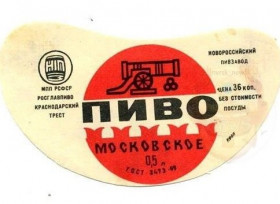 МПП РСФСР
РОСГЛАВПИВО
КРАСНОДАРСКИЙ
ТРЕСТ
ПИВО
МОСКОВСКОЕ
0,5 л
ГОСТ 3473 69
НОВОРОССИЙСКИЙ
ПИВЗАВОД
ЦЕНА 36 КОП.
БЕЗ СТОИМОСТИ
ПОСУДЫ